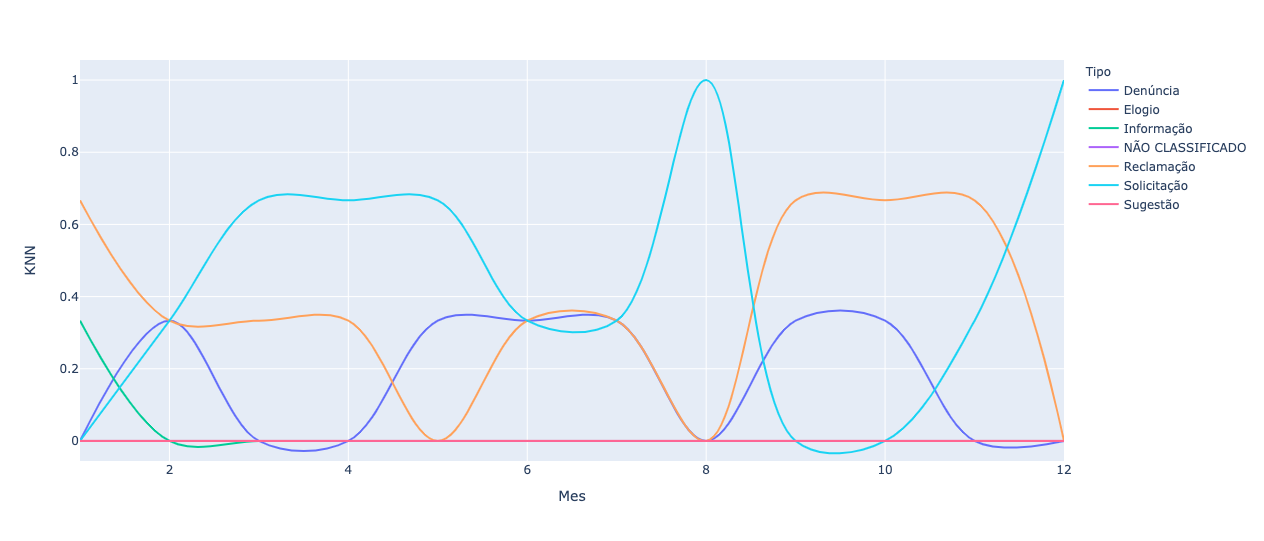 KNN
1
0.8
0.6
0.4
0.2
0
2
4
6
8
10
12
Mes
Tipo
Denúncia
Elogio
Informação
NÃO CLASSIFICADO
Reclamação
Solicitação
Sugestão